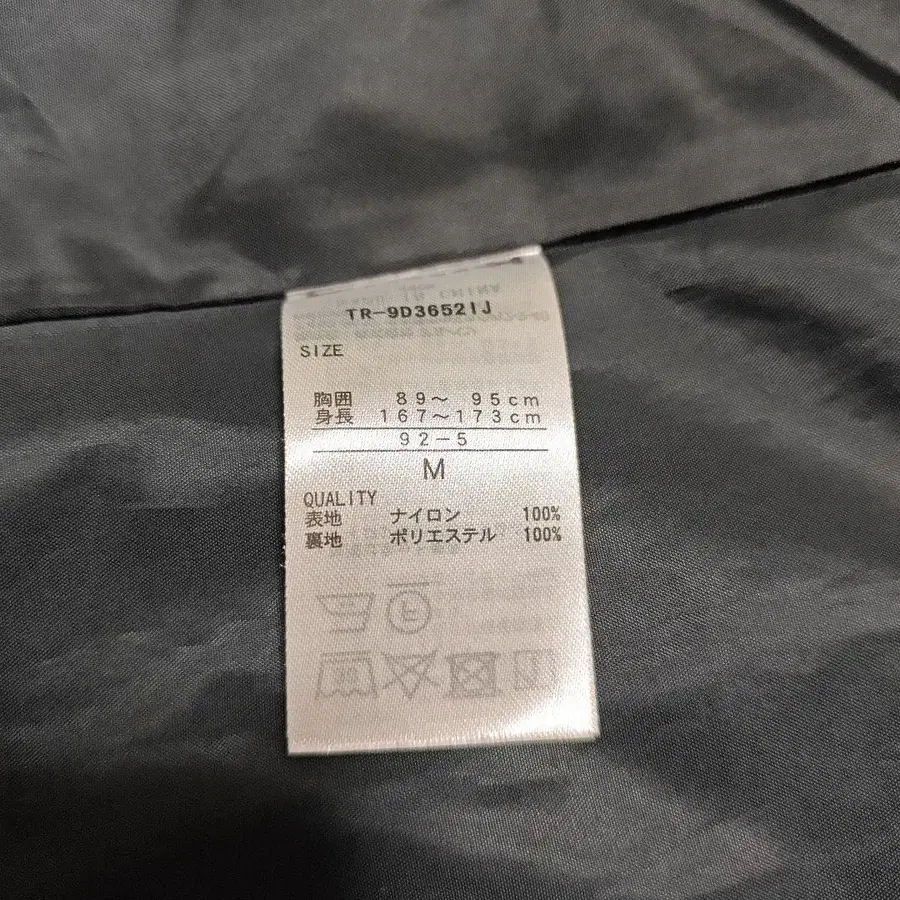 TR-9D3652IJ
SIZE
胸囲 89～ 95cm
身長 167～173cm
92-5
M
QUALITY
表地 ナイロン 100%
裏地 ポリエステル 100%